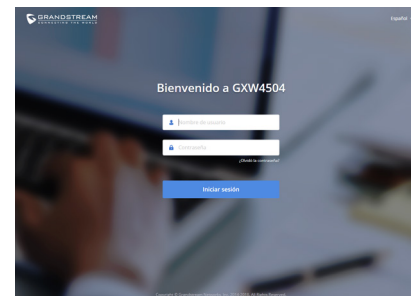 GRANDSTREAM
CONNECTING THE WORLD
Español
Bienvenido a GXW4504
Nombre de usuario
Contraseña
¿Olvidó la contraseña?
Iniciar sesión